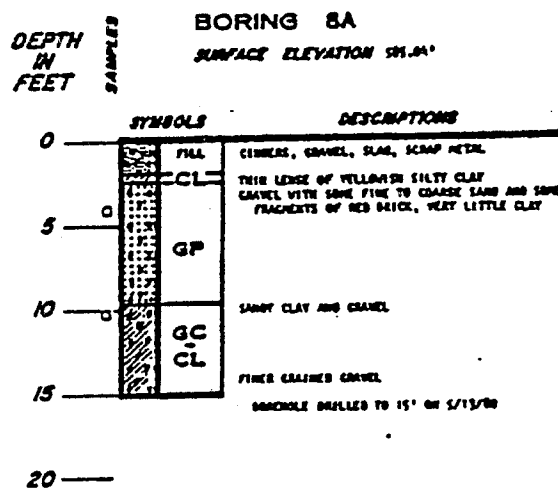 BORING 8A
SURFACE ELEVATION
DEPTH
IN
FEET
SAMPLES
SYMBOLS
DESCRIPTIONS
0
FILL
CINDERS, GRAVEL, SLAG, SCRAP METAL
CL
THIN LENSE OF YELLOWISH SILTY CLAY
GRAVEL WITH SOME FINE TO COARSE SAND AND SOME
FRAGMENTS OF RED BRICK, VERY LITTLE CLAY
5
GP
10
SANDY CLAY AND GRAVEL
GC
+
CL
FINER GRAINED GRAVEL
15
BOREHOLE DRILLED TO 15' ON 5/13/80
20